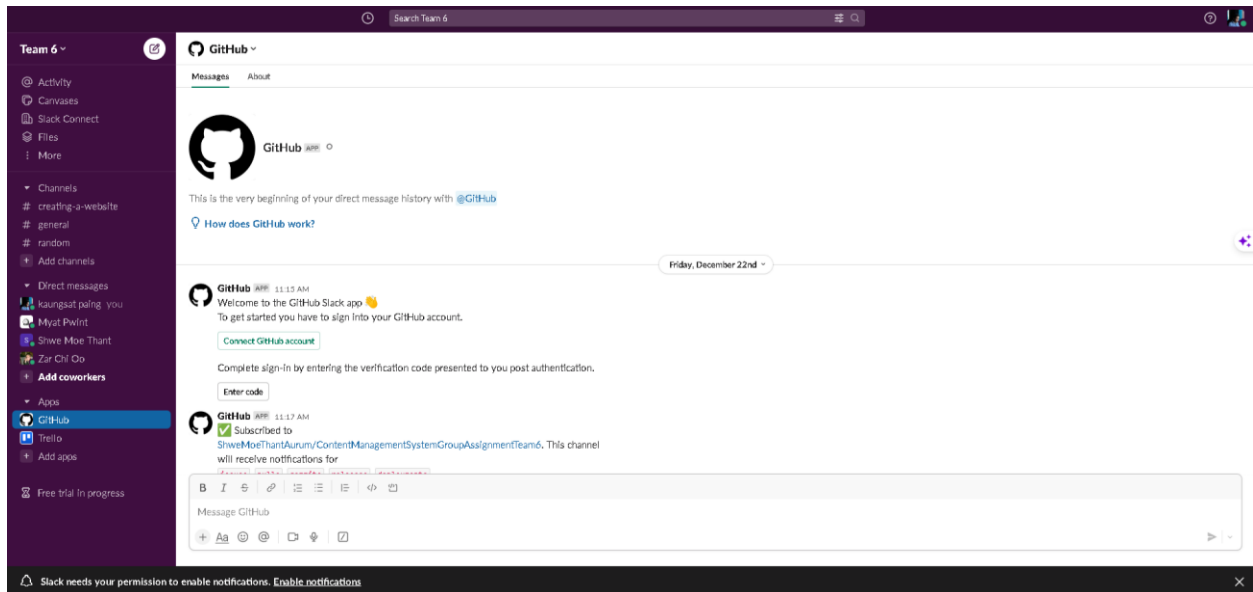 Search Team 6
Team 6
Activity
Canvases
Slack Connect
Files
More
Channels
# creating-a-website
# general
# random
+ Add channels
Direct messages
kaungsat paing you
Myat Pwint
Shwe Moe Thant
Zar Chi Oo
+ Add coworkers
Apps
GitHub
Trello
+ Add apps
Free trial in progress
GitHub
Messages About
GitHub APP
This is the very beginning of your direct message history with @GitHub
How does GitHub work?
Friday, December 22nd
GitHub APP 11:15 AM
Welcome to the GitHub Slack app 👋
To get started you have to sign into your GitHub account.
Connect GitHub account
Complete sign-in by entering the verification code presented to you post authentication.
Enter code
GitHub APP 11:17 AM
✅ Subscribed to
ShweMoeThantAurum/ContentManagementSystemGroupAssignmentTeam6. This channel
will receive notifications for
issues pulls commits releases deployments
B I S
Message GitHub
+ Aa @
Slack needs your permission to enable notifications. Enable notifications